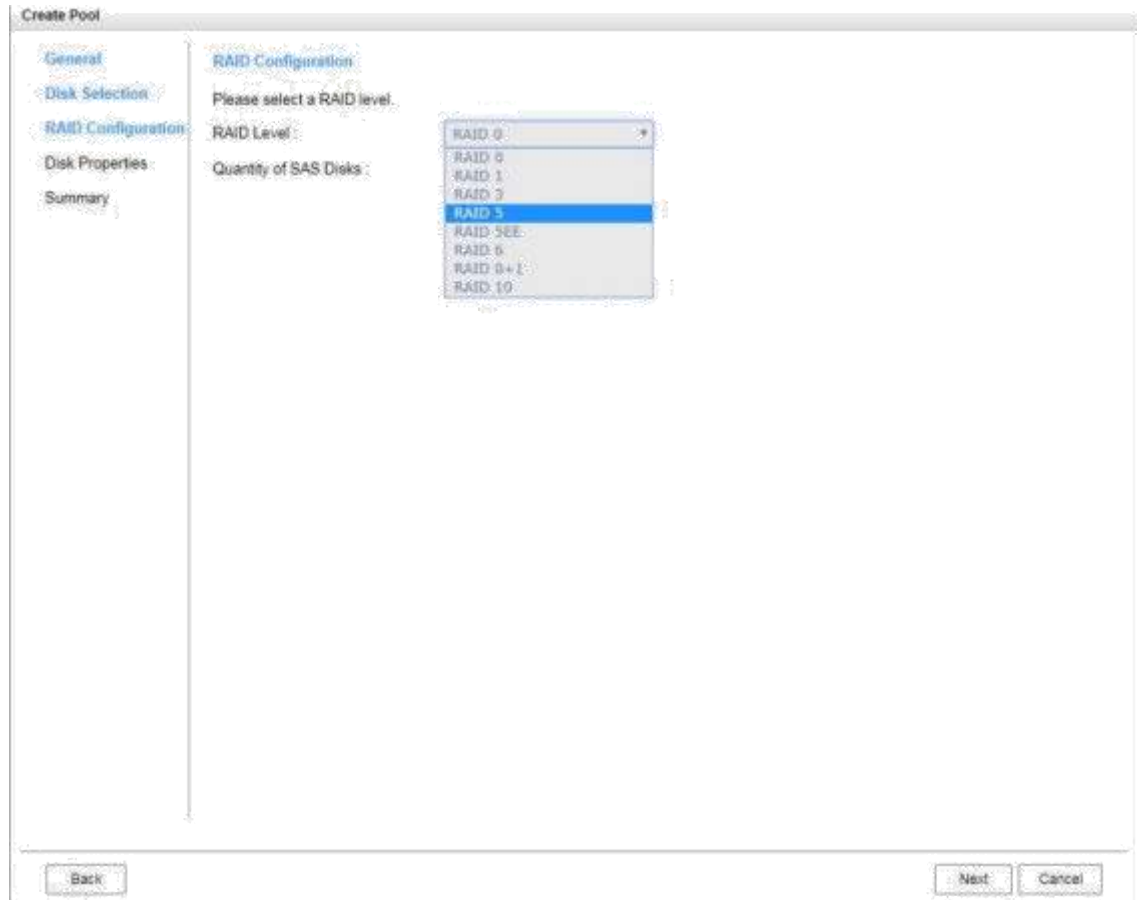 Create Pool
General
Disk Selection
RAID Configuration
Disk Properties
Summary
RAID Configuration
Please select a RAID level.
RAID Level :
RAID 0
Quantity of SAS Disks :
RAID 0
RAID 1
RAID 3
RAID 5
RAID 5EE
RAID 6
RAID 0+1
RAID 10
Back
Next
Cancel